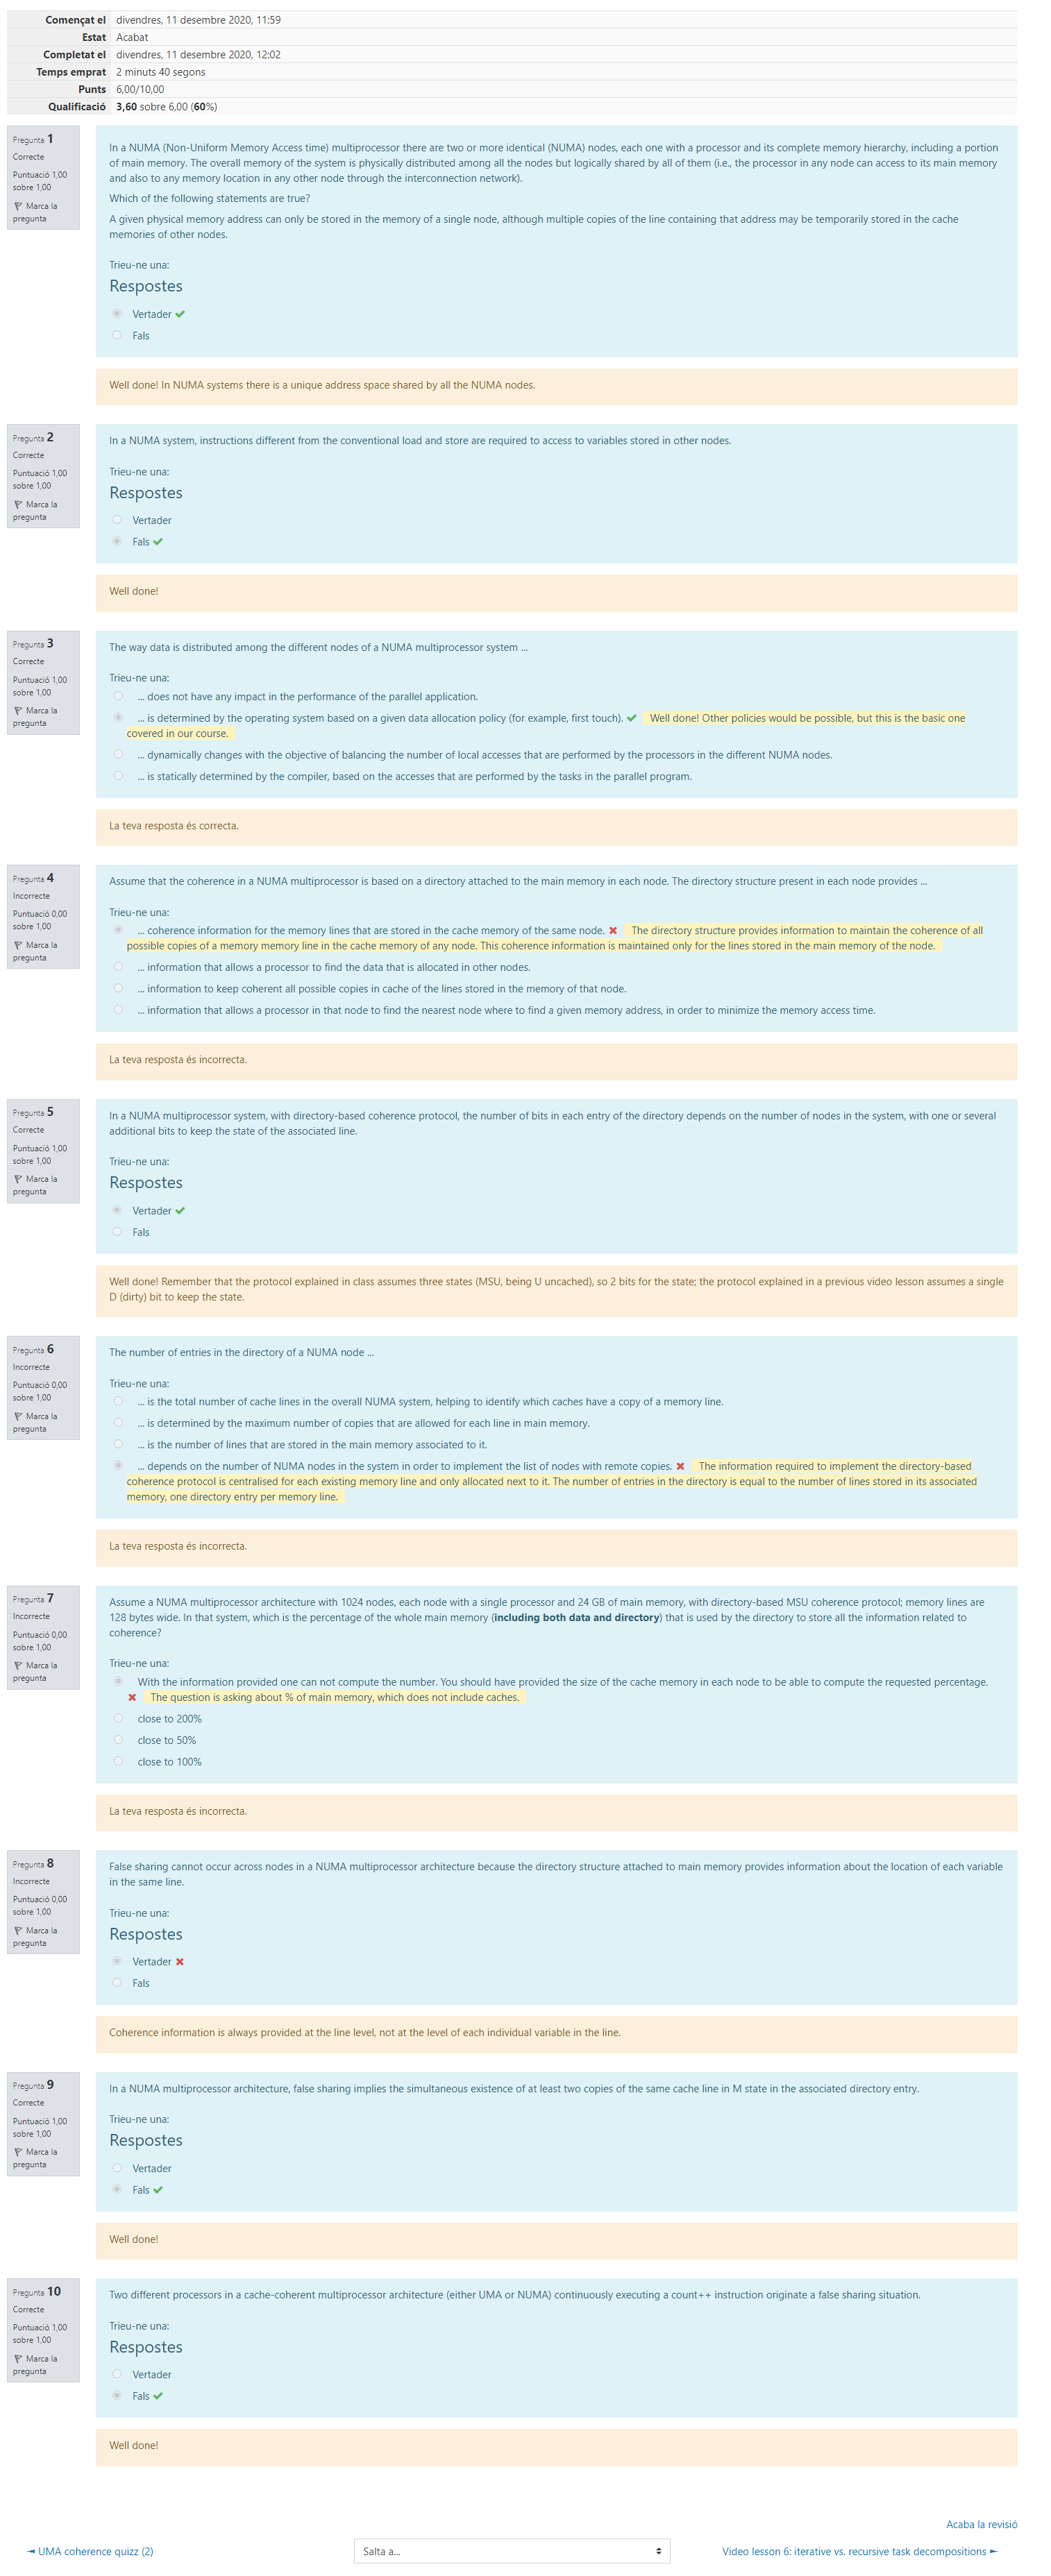 Començat el divendres, 11 desembre 2020, 11:59
Estat Acabat
Completat el divendres, 11 desembre 2020, 12:02
Temps emprat 2 minuts 40 segons
Punts 6,00/10,00
Qualificació 3,60 sobre 6,00 (60%)
Pregunta 1
Correcte
Puntuació 1,00
sobre 1,00
Marca la
pregunta
In a NUMA (Non-Uniform Memory Access time) multiprocessor there are two or more identical (NUMA) nodes, each one with a processor and its complete memory hierarchy, including a portion
of main memory. The overall memory of the system is physically distributed among all the nodes but logically shared by all of them (i.e., the processor in any node can access to its main memory
and also to any memory location in any other node through the interconnection network).
Which of the following statements are true?
A given physical memory address can only be stored in the memory of a single node, although multiple copies of the line containing that address may be temporarily stored in the cache
memories of other nodes.
Trieu-ne una:
Respostes
Vertader
Fals
Well done! In NUMA systems there is a unique address space shared by all the NUMA nodes.
Pregunta 2
Correcte
Puntuació 1,00
sobre 1,00
Marca la
pregunta
In a NUMA system, instructions different from the conventional load and store are required to access to variables stored in other nodes.
Trieu-ne una:
Respostes
Vertader
Fals
Well done!
Pregunta 3
Correcte
Puntuació 1,00
sobre 1,00
Marca la
pregunta
The way data is distributed among the different nodes of a NUMA multiprocessor system ...
Trieu-ne una:
... does not have any impact in the performance of the parallel application.
... is determined by the operating system based on a given data allocation policy (for example, first touch). Well done! Other policies would be possible, but this is the basic one
covered in our course.
... dynamically changes with the objective of balancing the number of local accesses that are performed by the processors in the different NUMA nodes.
... is statically determined by the compiler, based on the accesses that are performed by the tasks in the parallel program.
La teva resposta és correcta.
Pregunta 4
Incorrecte
Puntuació 0,00
sobre 1,00
Marca la
pregunta
Assume that the coherence in a NUMA multiprocessor is based on a directory attached to the main memory in each node. The directory structure present in each node provides ...
Trieu-ne una:
... coherence information for the memory lines that are stored in the cache memory of the same node. The directory structure provides information to maintain the coherence of all
possible copies of a memory memory line in the cache memory of any node. This coherence information is maintained only for the lines stored in the main memory of the node.
... information that allows a processor to find the data that is allocated in other nodes.
... information to keep coherent all possible copies in cache of the lines stored in the memory of that node.
... information that allows a processor in that node to find the nearest node where to find a given memory address, in order to minimize the memory access time.
La teva resposta és incorrecta.
Pregunta 5
Correcte
Puntuació 1,00
sobre 1,00
Marca la
pregunta
In a NUMA multiprocessor system, with directory-based coherence protocol, the number of bits in each entry of the directory depends on the number of nodes in the system, with one or several
additional bits to keep the state of the associated line.
Trieu-ne una:
Respostes
Vertader
Fals
Well done! Remember that the protocol explained in class assumes three states (MSU, being U uncached), so 2 bits for the state; the protocol explained in a previous video lesson assumes a single
D (dirty) bit to keep the state.
Pregunta 6
Incorrecte
Puntuació 0,00
sobre 1,00
Marca la
pregunta
The number of entries in the directory of a NUMA node ...
Trieu-ne una:
... is the total number of cache lines in the overall NUMA system, helping to identify which caches have a copy of a memory line.
... is determined by the maximum number of copies that are allowed for each line in main memory.
... is the number of lines that are stored in the main memory associated to it.
... depends on the number of NUMA nodes in the system in order to implement the list of nodes with remote copies. The information required to implement the directory-based
coherence protocol is centralised for each existing memory line and only allocated next to it. The number of entries in the directory is equal to the number of lines stored in its associated
memory, one directory entry per memory line.
La teva resposta és incorrecta.
Pregunta 7
Incorrecte
Puntuació 0,00
sobre 1,00
Marca la
pregunta
Assume a NUMA multiprocessor architecture with 1024 nodes, each node with a single processor and 24 GB of main memory, with directory-based MSU coherence protocol; memory lines are
128 bytes wide. In that system, which is the percentage of the whole main memory (including both data and directory) that is used by the directory to store all the information related to
coherence?
Trieu-ne una:
With the information provided one can not compute the number. You should have provided the size of the cache memory in each node to be able to compute the requested percentage.
The question is asking about % of main memory, which does not include caches.
close to 200%
close to 50%
close to 100%
La teva resposta és incorrecta.
Pregunta 8
Incorrecte
Puntuació 0,00
sobre 1,00
Marca la
pregunta
False sharing cannot occur across nodes in a NUMA multiprocessor architecture because the directory structure attached to main memory provides information about the location of each variable
in the same line.
Trieu-ne una:
Respostes
Vertader
Fals
Coherence information is always provided at the line level, not at the level of each individual variable in the line.
Pregunta 9
Correcte
Puntuació 1,00
sobre 1,00
Marca la
pregunta
In a NUMA multiprocessor architecture, false sharing implies the simultaneous existence of at least two copies of the same cache line in M state in the associated directory entry.
Trieu-ne una:
Respostes
Vertader
Fals
Well done!
Pregunta 10
Correcte
Puntuació 1,00
sobre 1,00
Marca la
pregunta
Two different processors in a cache-coherent multiprocessor architecture (either UMA or NUMA) continuously executing a count++ instruction originate a false sharing situation.
Trieu-ne una:
Respostes
Vertader
Fals
Well done!
Acaba la revisió
◄ UMA coherence quizz (2)
Salta a...
Video lesson 6: iterative vs. recursive task decompositions ►